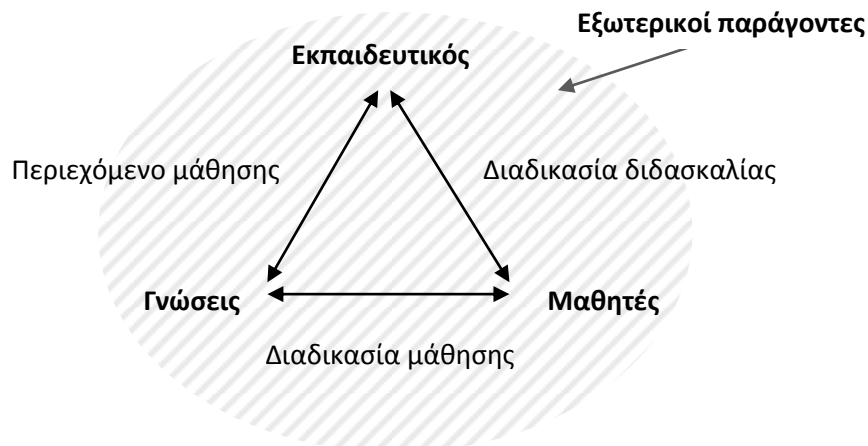 Εξωτερικοί παράγοντες
Εκπαιδευτικός
Περιεχόμενο μάθησης
Διαδικασία διδασκαλίας
Γνώσεις
Μαθητές
Διαδικασία μάθησης